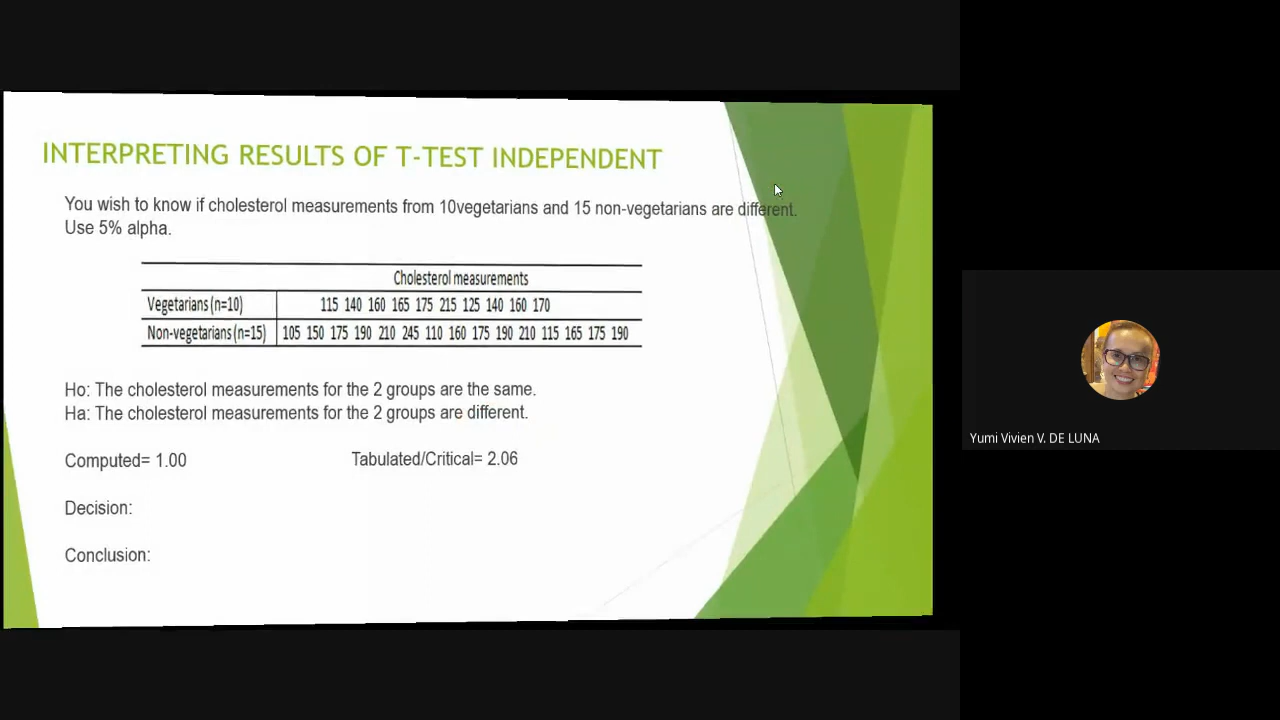 INTERPRETING RESULTS OF T-TEST INDEPENDENT
You wish to know if cholesterol measurements from 10vegetarians and 15 non-vegetarians are different.
Use 5% alpha.
Cholesterol measurements
Vegetarians (n=10) 115 140 160 165 175 215 125 140 160 170
Non-vegetarians (n=15) 105 150 175 190 210 245 110 160 175 190 210 115 165 175 190
Ho: The cholesterol measurements for the 2 groups are the same.
Ha: The cholesterol measurements for the 2 groups are different.
Computed= 1.00 Tabulated/Critical= 2.06
Decision:
Conclusion:
Yumi Vivien V. DE LUNA